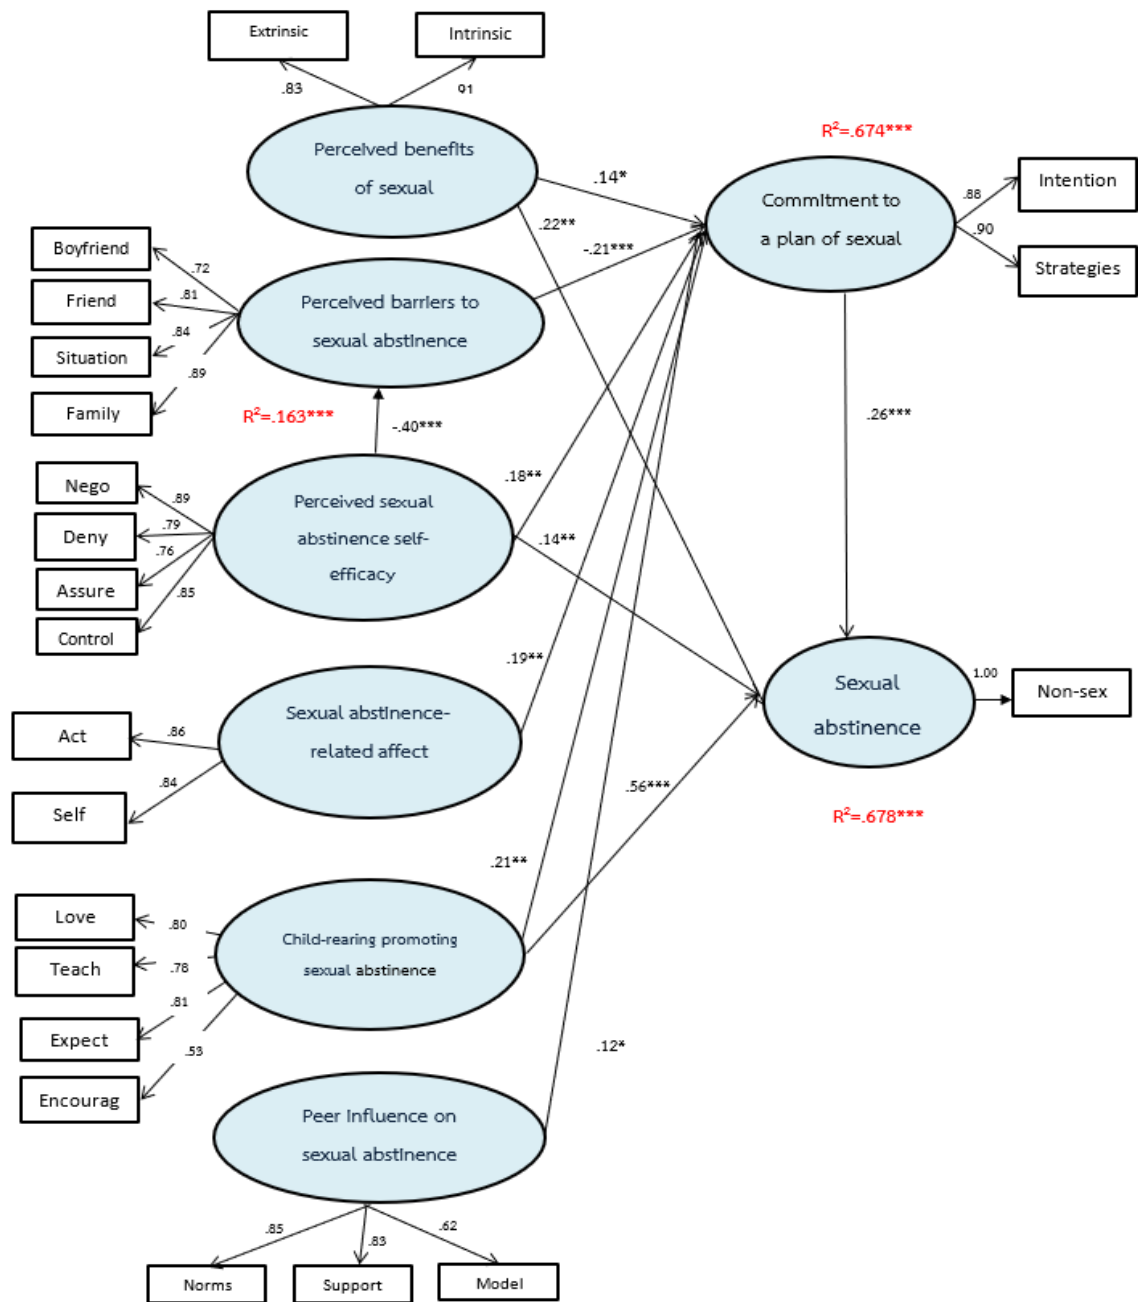 Extrinsic
Intrinsic
.83
.91
Perceived benefits
of sexual
R²=.674***
.14*
.22**
Commitment to
a plan of sexual
.88
.90
Intention
Strategies
Boyfriend
Friend
Situation
Family
.72
.81
.84
.89
Perceived barriers to
sexual abstinence
-.21***
R²=.163***
-.40***
.26***
Nego
Deny
Assure
Control
.89
.79
.76
.85
Perceived sexual
abstinence self-
efficacy
.18**
.14**
Act
Self
.86
.84
Sexual abstinence-
related affect
.19**
Sexual
abstinence
1.00
Non-sex
R²=.678***
.56***
Love
Teach
Expect
Encourag
.80
.78
.81
.53
Child-rearing promoting
sexual abstinence
.21**
.12*
Peer Influence on
sexual abstinence
.85
.83
.62
Norms
Support
Model